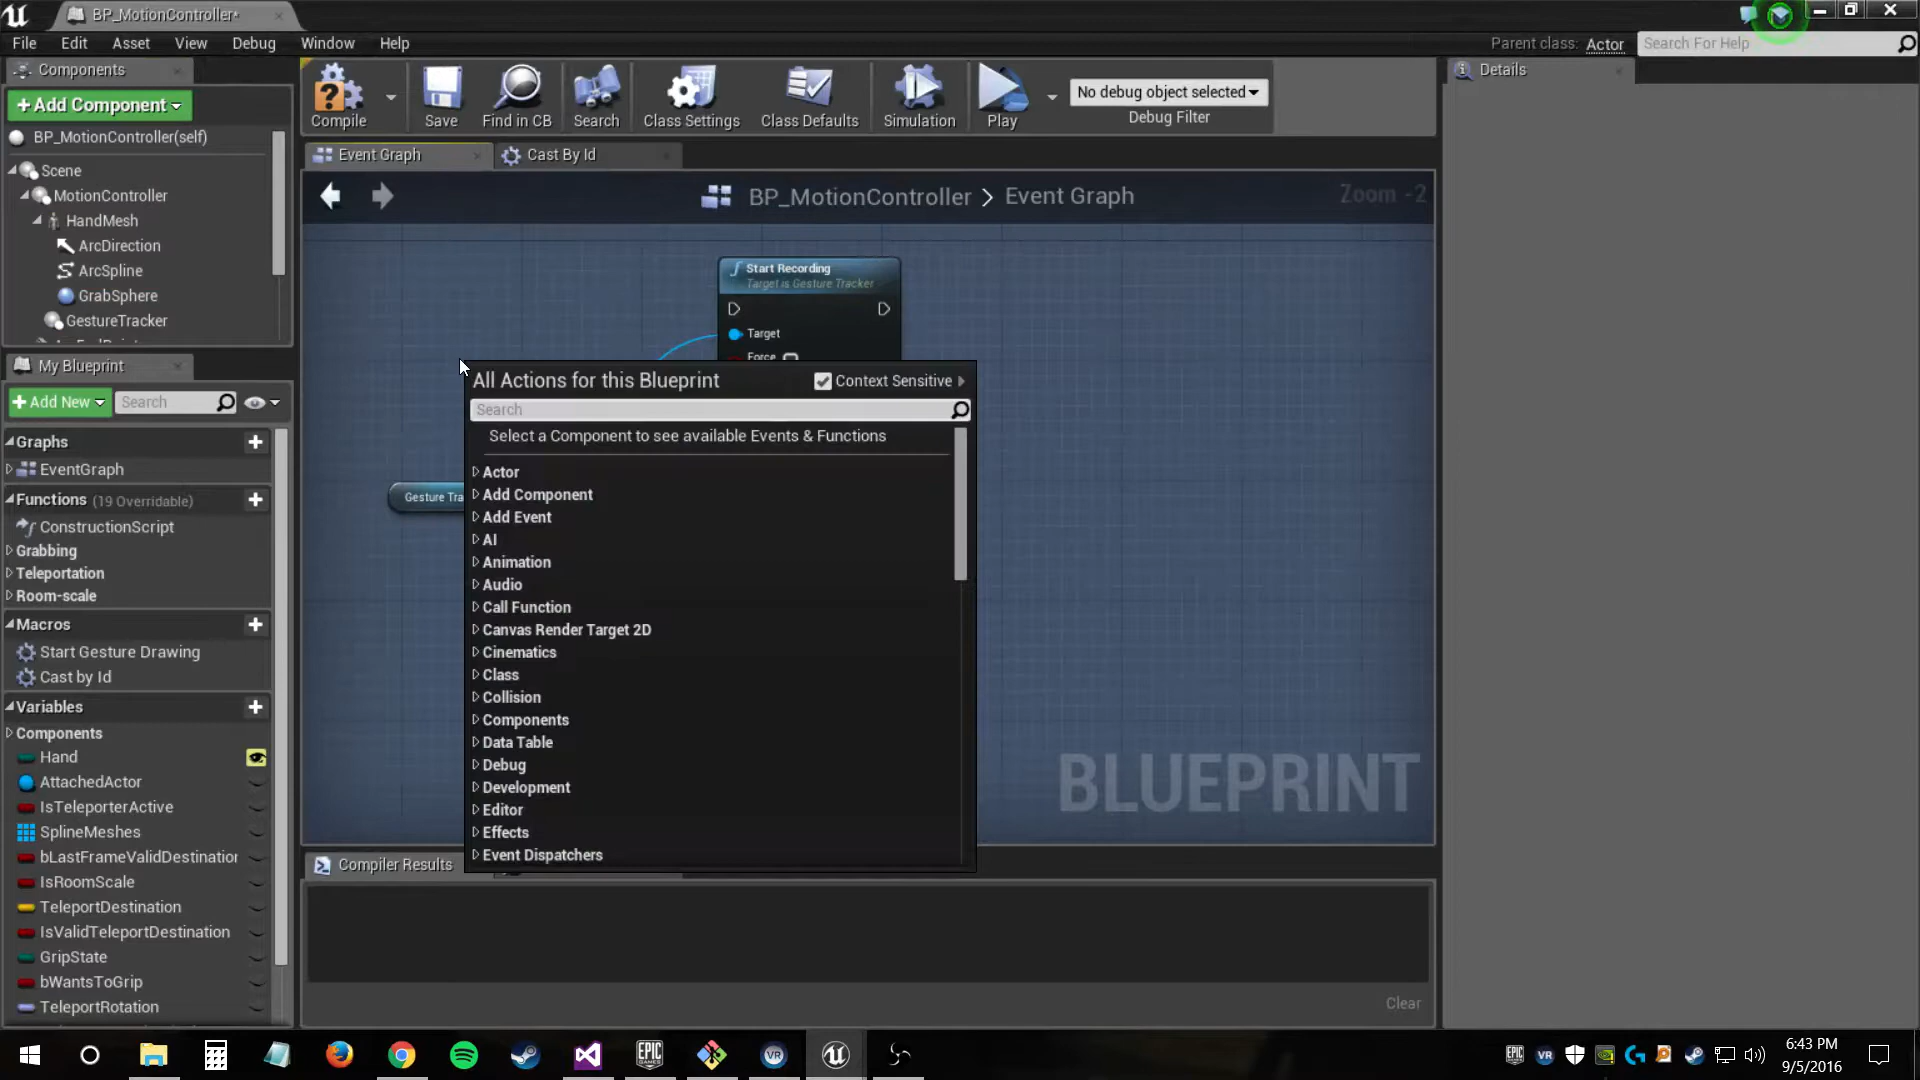 BP_MotionController*
File Edit Asset View Debug Window Help
Parent class: Actor
Search For Help
Components
+Add Component
BP_MotionController(self)
Scene
MotionController
HandMesh
ArcDirection
ArcSpline
GrabSphere
GestureTracker
Compile
Save
Find in CB
Search
Class Settings
Class Defaults
Simulation
Play
No debug object selected
Debug Filter
Details
Event Graph
Cast By Id
BP_MotionController > Event Graph
Zoom -2
Start Recording
Target is Gesture Tracker
Target
Force
Gesture Tra
All Actions for this Blueprint
Context Sensitive
Search
Select a Component to see available Events & Functions
Actor
Add Component
Add Event
AI
Animation
Audio
Call Function
Canvas Render Target 2D
Cinematics
Class
Collision
Components
Data Table
Debug
Development
Editor
Effects
Event Dispatchers
BLUEPRINT
My Blueprint
+Add New
Search
Graphs
EventGraph
Functions (19 Overridable)
ConstructionScript
Grabbing
Teleportation
Room-scale
Macros
Start Gesture Drawing
Cast by Id
Variables
Components
Hand
AttachedActor
IsTeleporterActive
SplineMeshes
bLastFrameValidDestination
IsRoomScale
TeleportDestination
IsValidTeleportDestination
GripState
bWantsToGrip
TeleportRotation
Compiler Results
Clear
EPIC
GAMES
VR
EPIC
VR
6:43 PM
9/5/2016